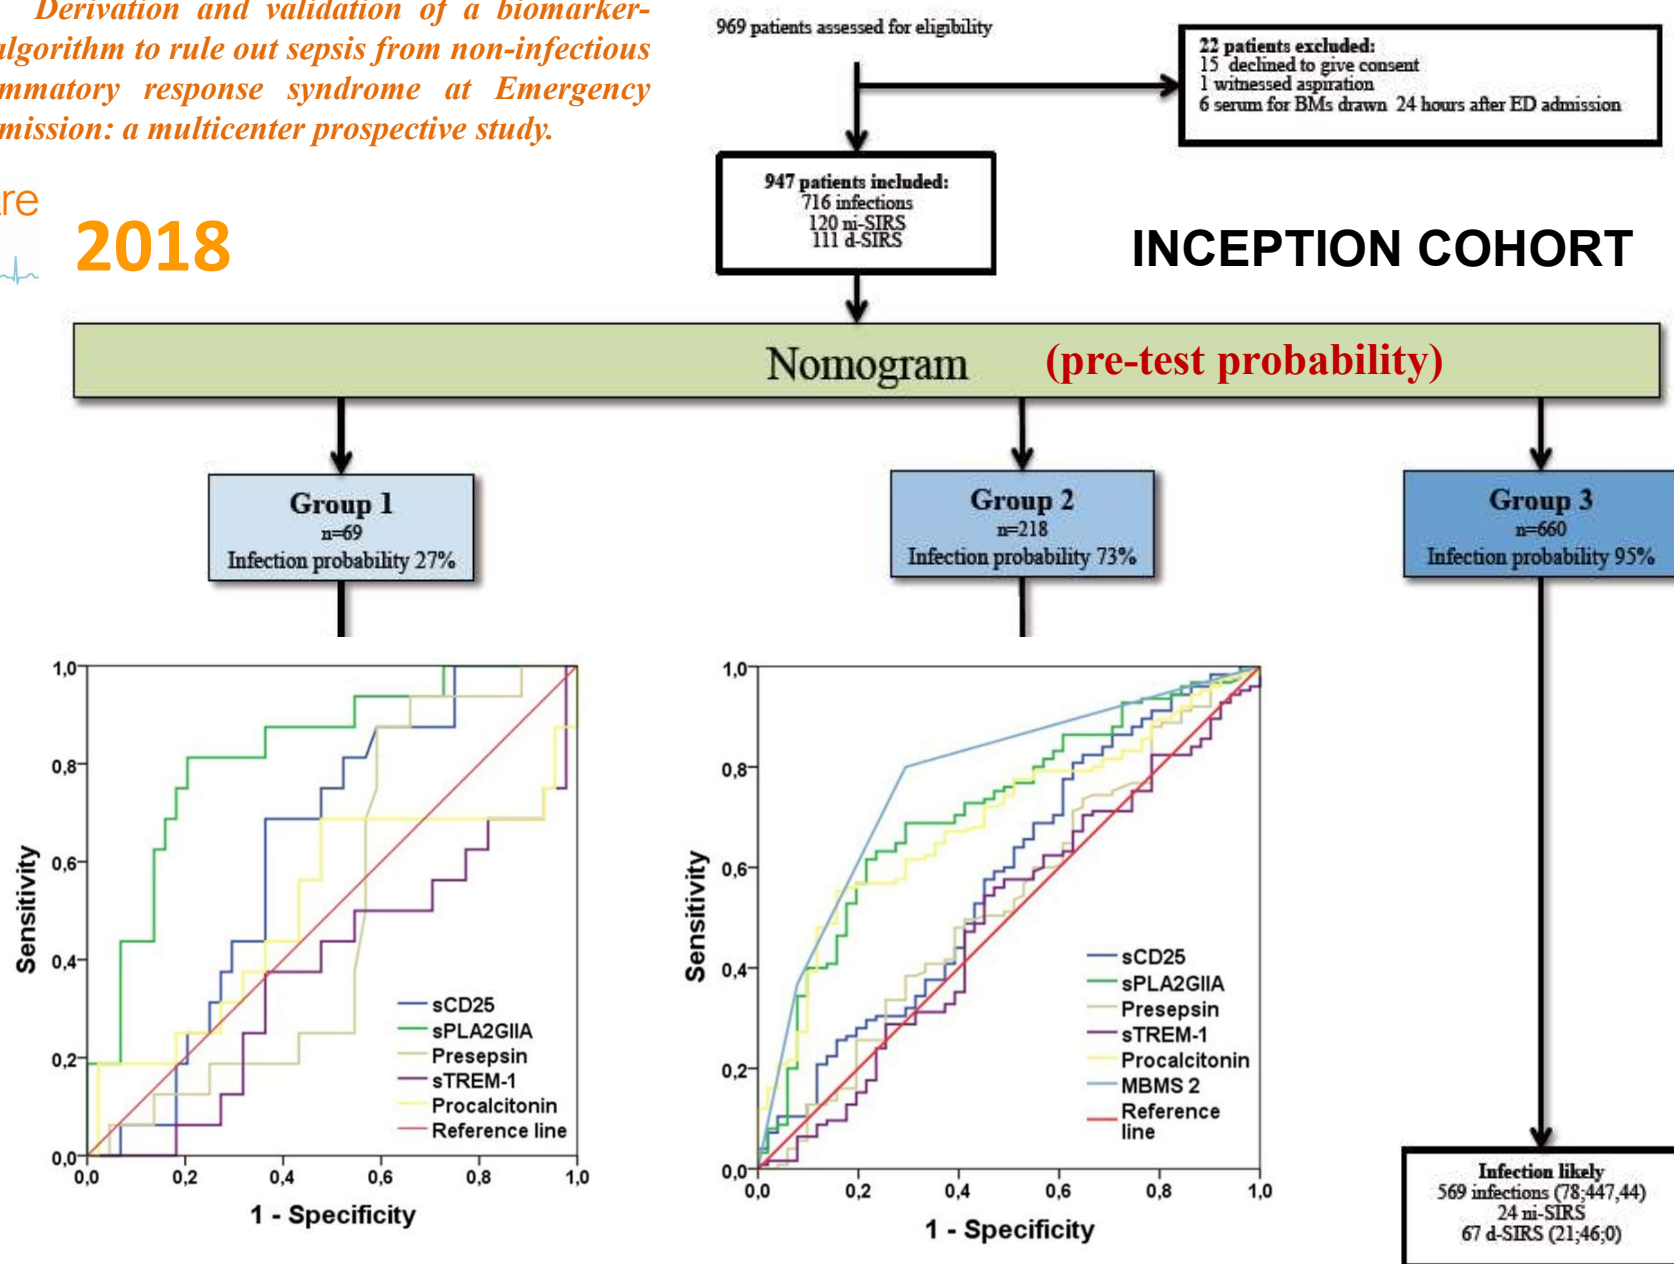 Derivation and validation of a biomarker-
algorithm to rule out sepsis from non-infectious
mmatory response syndrome at Emergency
mission: a multicenter prospective study.
re
2018
969 patients assessed for eligibility
22 patients excluded:
15 declined to give consent
1 witnessed aspiration
6 serum for BMs drawn 24 hours after ED admission
947 patients included:
716 infections
120 ni-SIRS
111 d-SIRS
INCEPTION COHORT
Nomogram (pre-test probability)
Group 1
n=69
Infection probability 27%
Group 2
n=218
Infection probability 73%
Group 3
n=660
Infection probability 95%
1,0
0,8
0,6
0,4
0,2
0,0
Sensitivity
sCD25
sPLA2GIIA
Presepsin
sTREM-1
Procalcitonin
Reference line
0,0 0,2 0,4 0,6 0,8 1,0
1 - Specificity
1,0
0,8
0,6
0,4
0,2
0,0
Sensitivity
sCD25
sPLA2GIIA
Presepsin
sTREM-1
Procalcitonin
MBMS 2
Reference
line
0,0 0,2 0,4 0,6 0,8 1,0
1 - Specificity
Infection likely
569 infections (78;447,44)
24 ni-SIRS
67 d-SIRS (21;46;0)